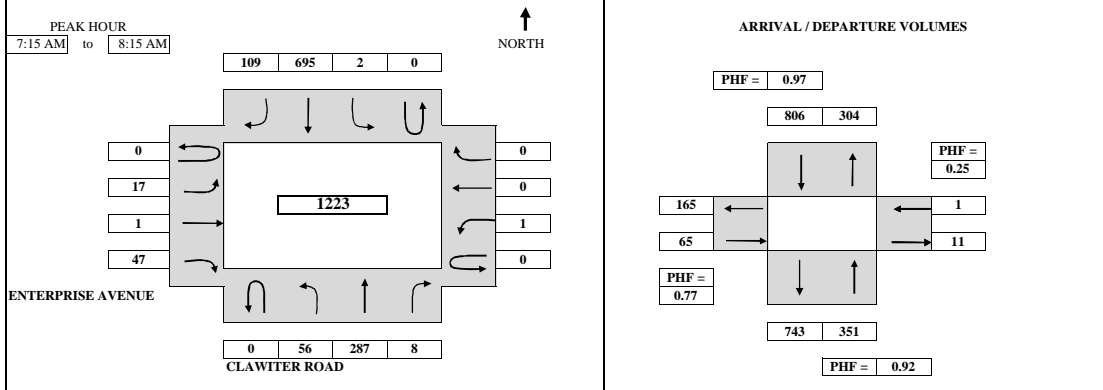 PEAK HOUR
7:15 AM to 8:15 AM
NORTH
109 695 2 0
0 0
17 0
1223
1 1
47 0
ENTERPRISE AVENUE
0 56 287 8
CLAWITER ROAD
ARRIVAL / DEPARTURE VOLUMES
PHF = 0.97
806 304
PHF =
0.25
165 1
65 11
PHF =
0.77
743 351
PHF = 0.92